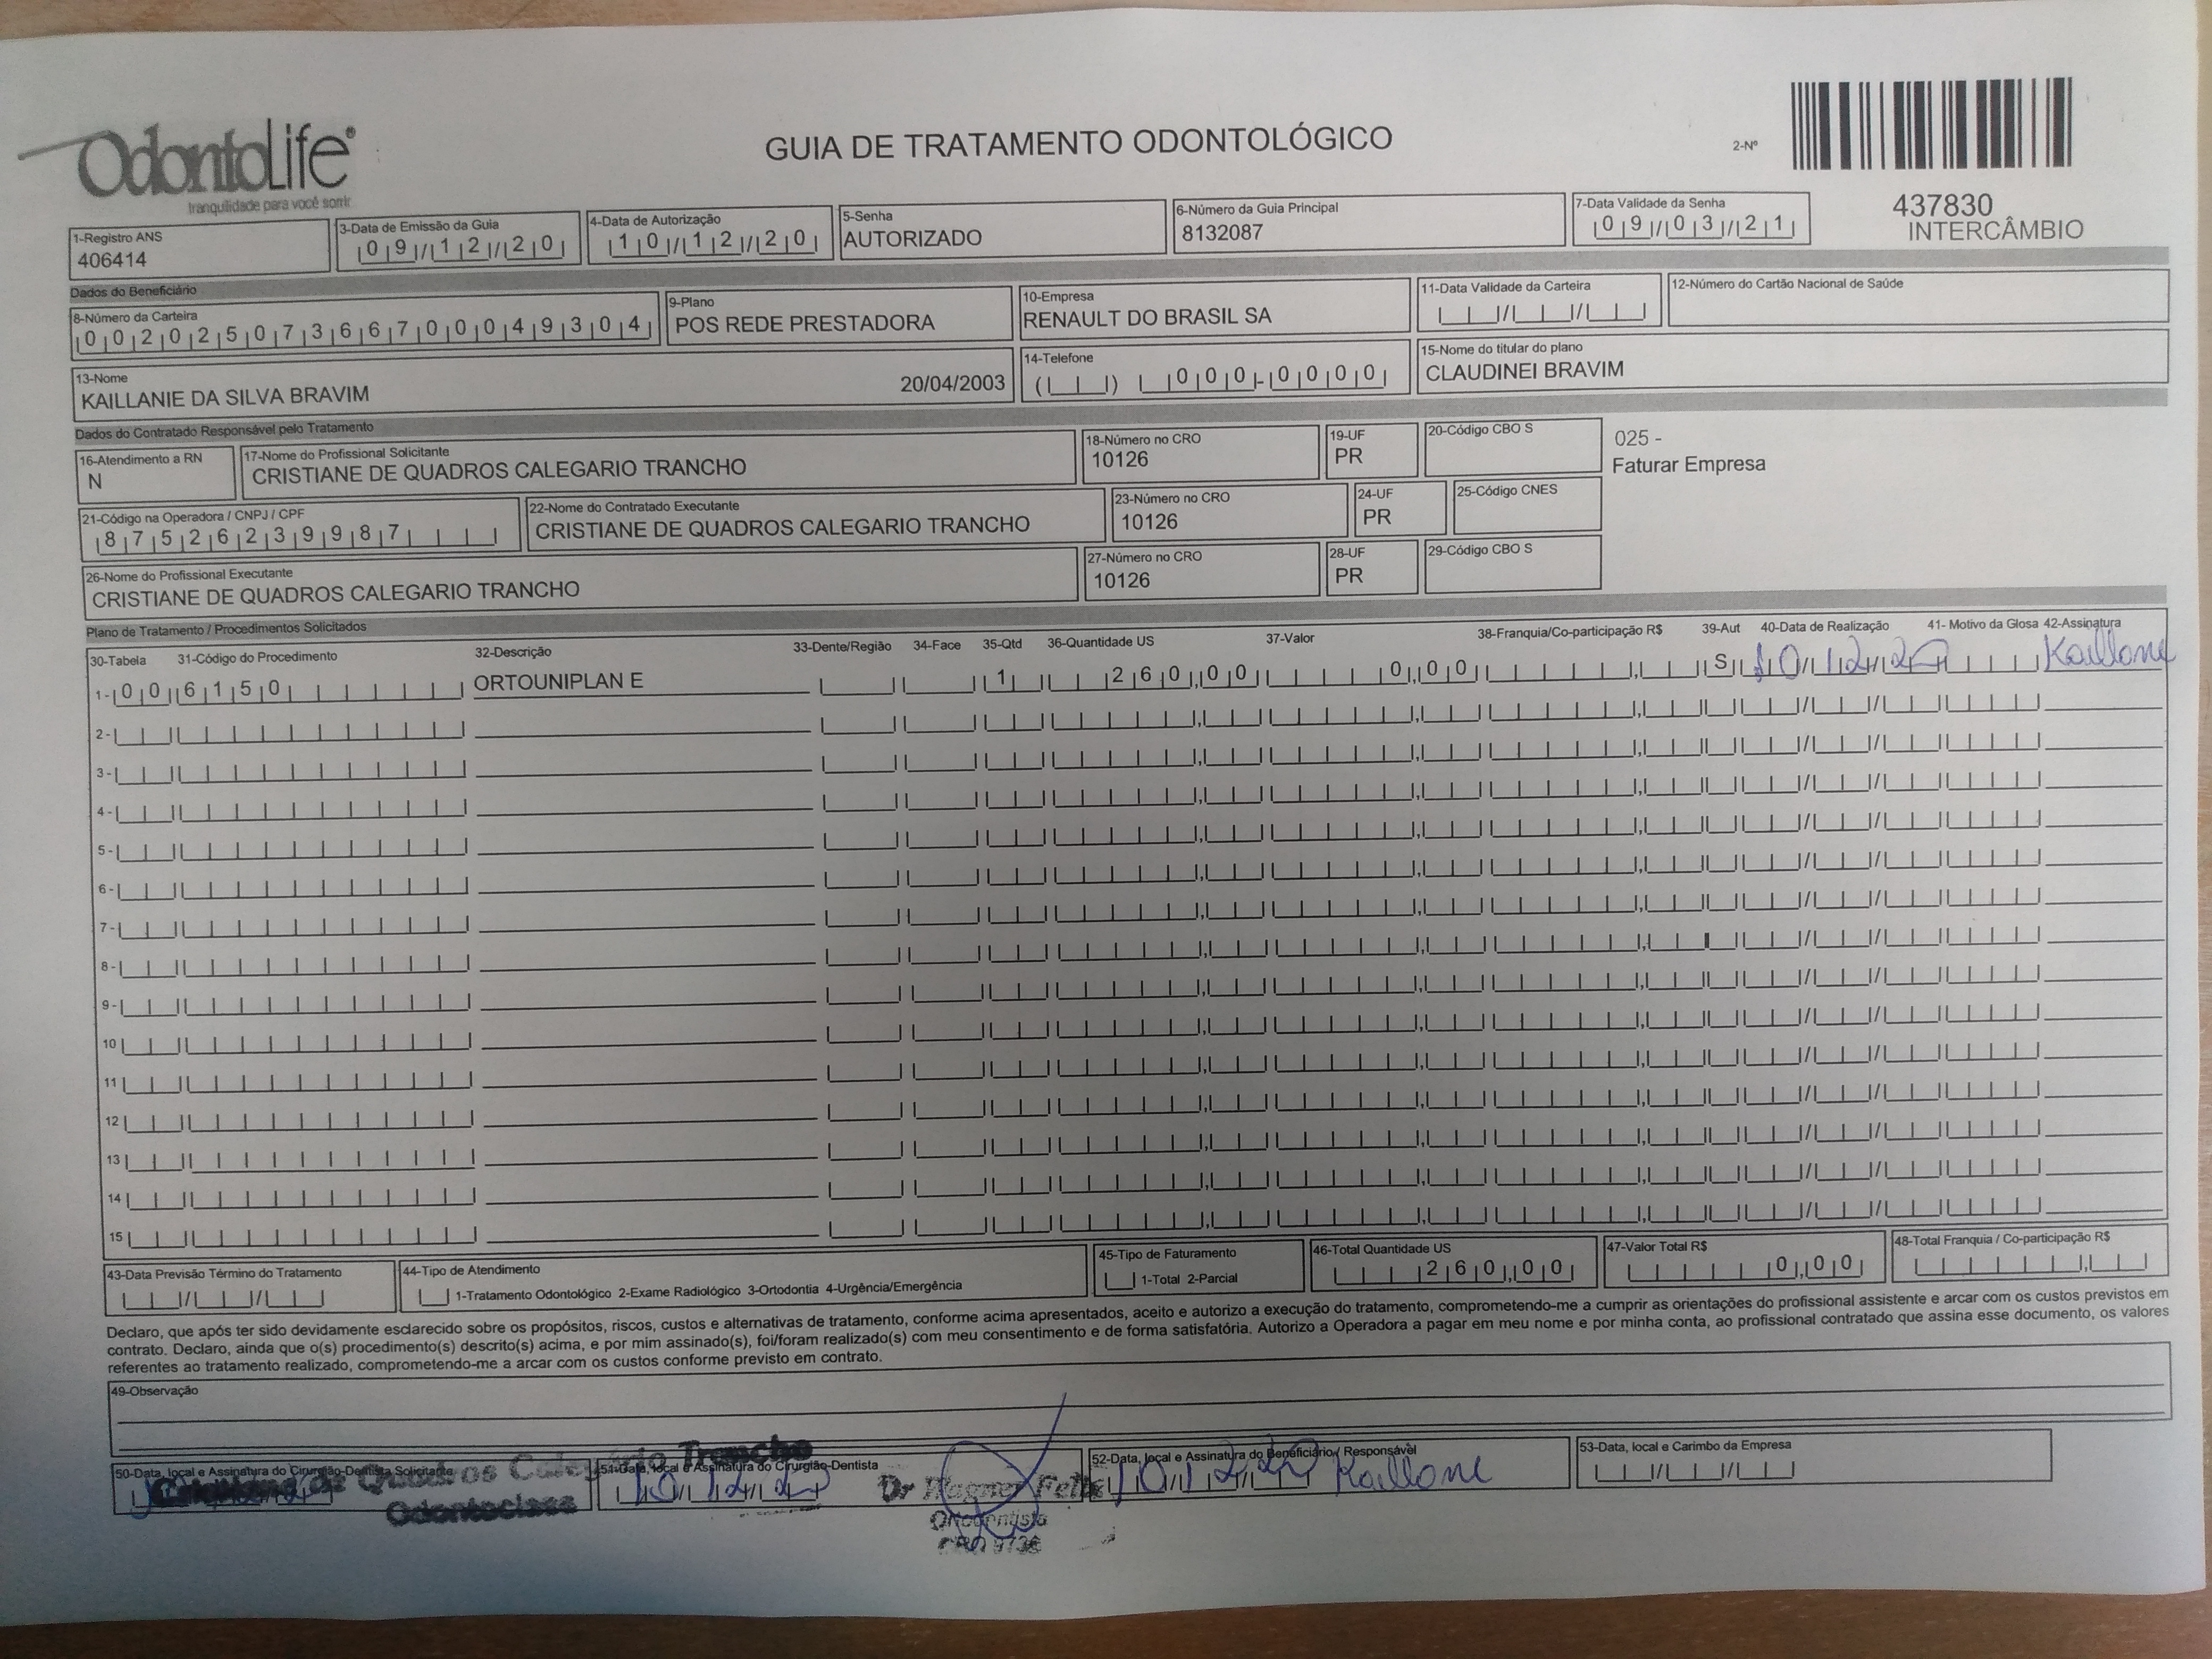 OdontoLife®
tranquilidade para você sorrir
GUIA DE TRATAMENTO ODONTOLÓGICO
2-Nº
437830
INTERCÂMBIO
1-Registro ANS
406414
3-Data de Emissão da Guia
09/12/20
4-Data de Autorização
10/12/20
5-Senha
AUTORIZADO
6-Número da Guia Principal
8132087
7-Data Validade da Senha
09/03/21
Dados do Beneficiário
8-Número da Carteira
00202507366700049304
9-Plano
POS REDE PRESTADORA
10-Empresa
RENAULT DO BRASIL SA
11-Data Validade da Carteira
12-Número do Cartão Nacional de Saúde
13-Nome
KAILLANIE DA SILVA BRAVIM 20/04/2003
14-Telefone
( ) 000-0000
15-Nome do titular do plano
CLAUDINEI BRAVIM
Dados do Contratado Responsável pelo Tratamento
16-Atendimento a RN
N
17-Nome do Profissional Solicitante
CRISTIANE DE QUADROS CALEGARIO TRANCHO
18-Número no CRO
10126
19-UF
PR
20-Código CBO S
025 -
Faturar Empresa
21-Código na Operadora / CNPJ / CPF
87526239987
22-Nome do Contratado Executante
CRISTIANE DE QUADROS CALEGARIO TRANCHO
23-Número no CRO
10126
24-UF
PR
25-Código CNES
26-Nome do Profissional Executante
CRISTIANE DE QUADROS CALEGARIO TRANCHO
27-Número no CRO
10126
28-UF
PR
29-Código CBO S
Plano de Tratamento / Procedimentos Solicitados
30-Tabela 31-Código do Procedimento 32-Descrição 33-Dente/Região 34-Face 35-Qtd 36-Quantidade US 37-Valor 38-Franquia/Co-participação R$ 39-Aut 40-Data de Realização 41- Motivo da Glosa 42-Assinatura
1- 00 6150 ORTOUNIPLAN E 1 260,00 0,00 S 10/12/20 Kaillane
2-
3-
4-
5-
6-
7-
8-
9-
10
11
12
13
14
15
43-Data Previsão Término do Tratamento
44-Tipo de Atendimento
1-Tratamento Odontológico 2-Exame Radiológico 3-Ortodontia 4-Urgência/Emergência
45-Tipo de Faturamento
1-Total 2-Parcial
46-Total Quantidade US
260,00
47-Valor Total R$
0,00
48-Total Franquia / Co-participação R$
Declaro, que após ter sido devidamente esclarecido sobre os propósitos, riscos, custos e alternativas de tratamento, conforme acima apresentados, aceito e autorizo a execução do tratamento, comprometendo-me a cumprir as orientações do profissional assistente e arcar com os custos previstos em
contrato. Declaro, ainda que o(s) procedimento(s) descrito(s) acima, e por mim assinado(s), foi/foram realizado(s) com meu consentimento e de forma satisfatória. Autorizo a Operadora a pagar em meu nome e por minha conta, ao profissional contratado que assina esse documento, os valores
referentes ao tratamento realizado, comprometendo-me a arcar com os custos conforme previsto em contrato.
49-Observação
50-Data, local e Assinatura do Cirurgião-Dentista Solicitante
de Quadros Trancho
Odontoclass
51-Data, local e Assinatura do Cirurgião-Dentista
10/12/20
Dr Wagner
52-Data, local e Assinatura do Beneficiário/ Responsável
10/12/20 Kaillane
53-Data, local e Carimbo da Empresa